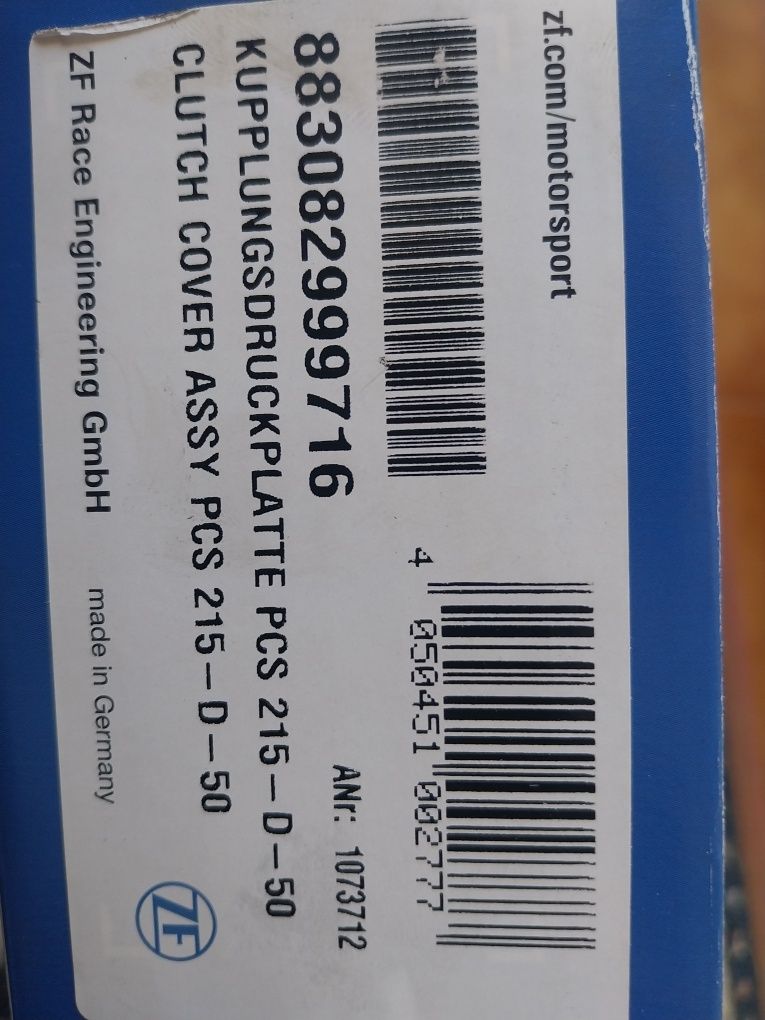 zf.com/motorsport
4 050451 002777
883082999716
ANr: 1073712
KUPPLUNGSDRUCKPLATTE PCS 215-D-50
CLUTCH COVER ASSY PCS 215-D-50
ZF Race Engineering GmbH made in Germany
ZF